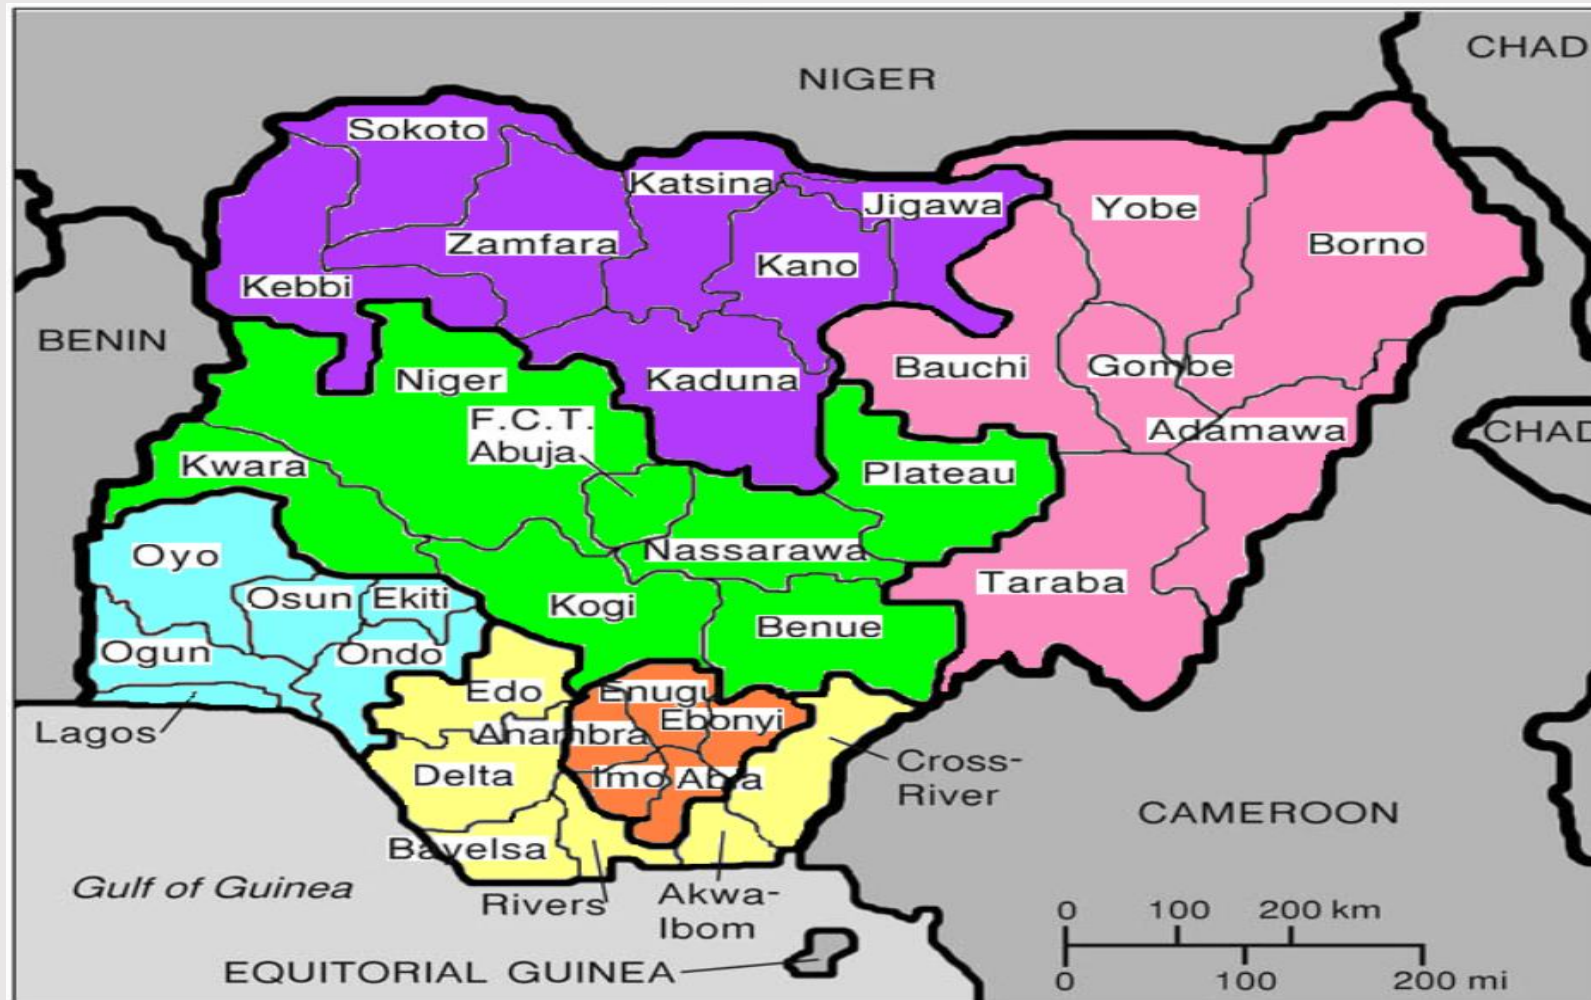 CHAD
NIGER
Sokoto
Katsina
Jigawa
Yobe
Borno
Zamfara
Kano
Kebbi
BENIN
Niger
Kaduna
Bauchi
Gombe
F.C.T.
Abuja
Adamawa
CHAD
Kwara
Plateau
Oyo
Nassarawa
Taraba
Osun
Ekiti
Kogi
Benue
Ogun
Ondo
Edo
Enugu
Ebonyi
Lagos
Anambra
Delta
Imo
Abia
Cross-
River
CAMEROON
Bayelsa
Gulf of Guinea
Rivers
Akwa-
Ibom
0 100 200 km
EQUITORIAL GUINEA
0 100 200 mi